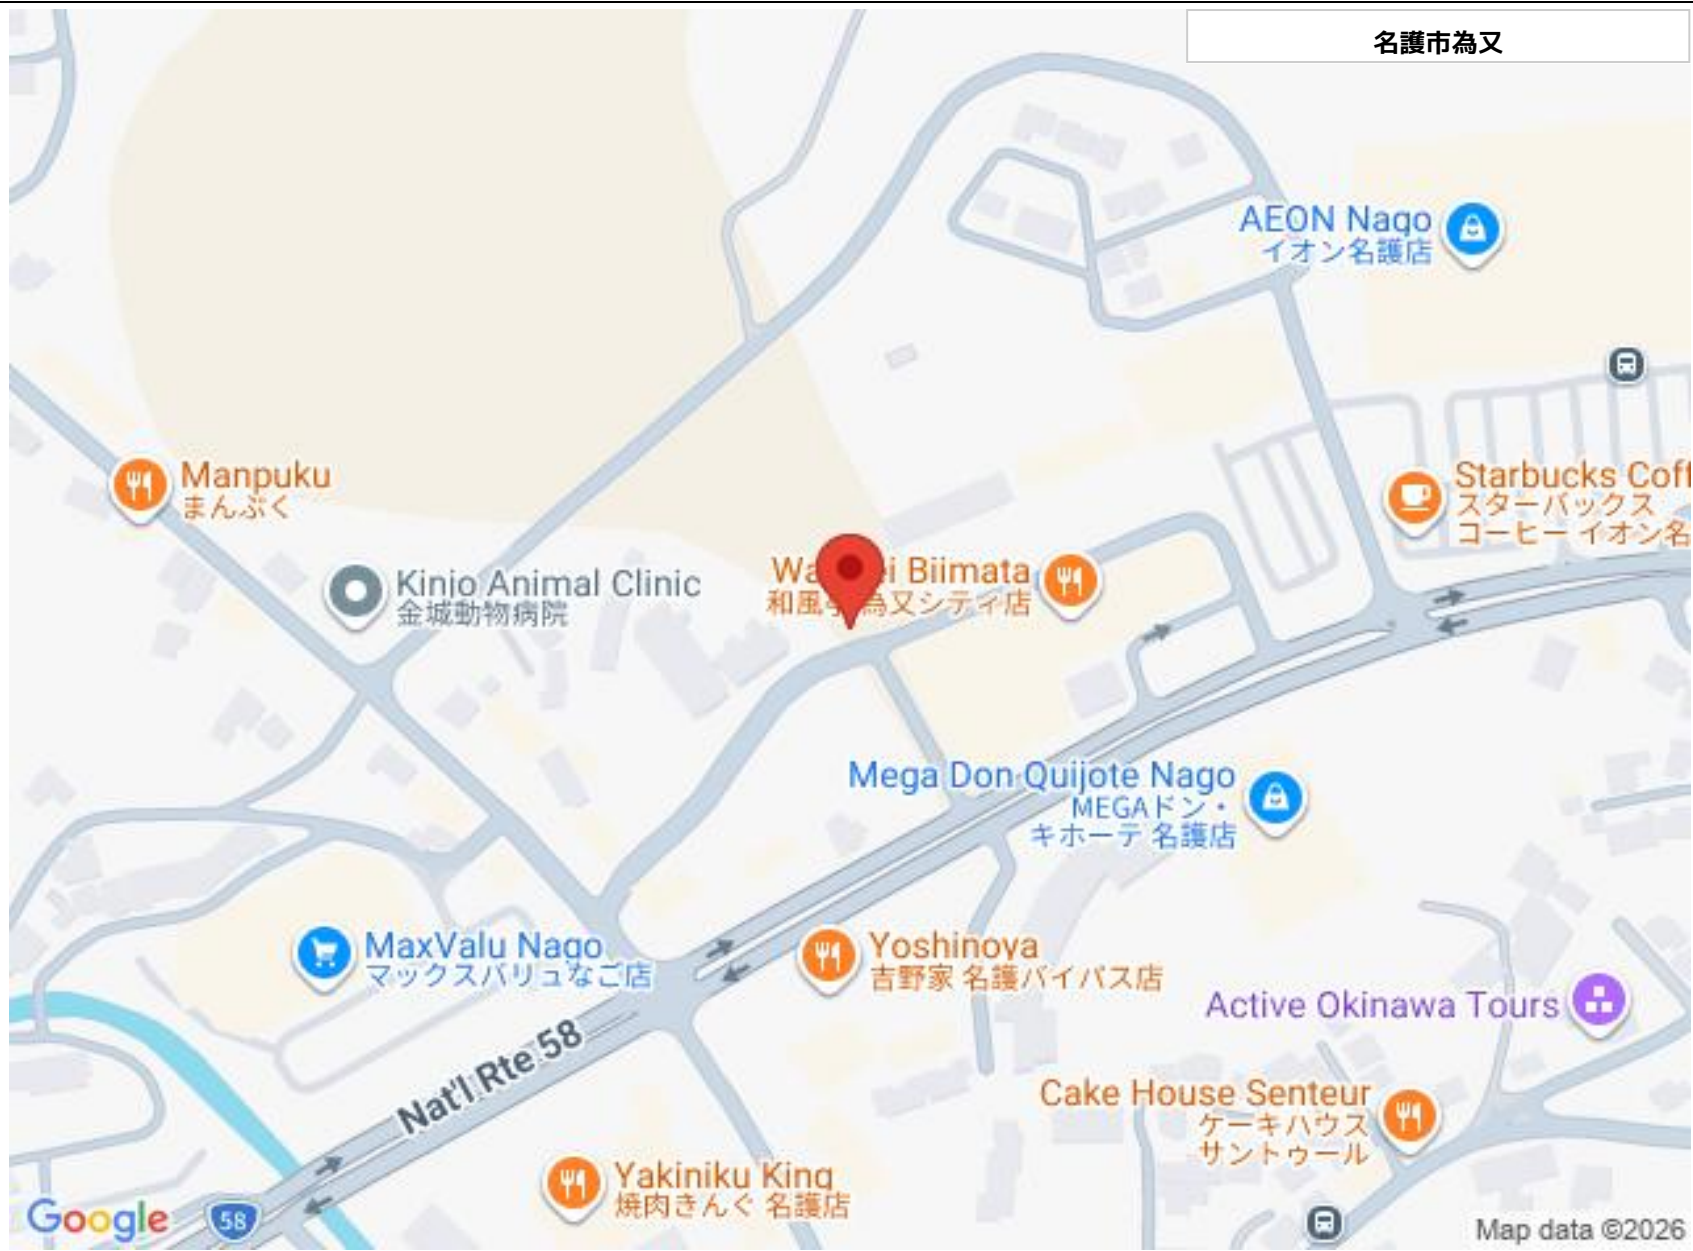 名護市為又
AEON Nago
イオン名護店
Manpuku
まんぷく
Starbucks Coff
スターバックス
コーヒー イオン名
Kinjo Animal Clinic
金城動物病院
Wa
i Biimata
和風亭 為又シティ店
Mega Don Quijote Nago
MEGAドン・
キホーテ 名護店
MaxValu Nago
マックスバリュなご店
Yoshinoya
吉野家 名護バイパス店
Active Okinawa Tours
Nat'l Rte 58
Cake House Senteur
ケーキハウス
サントゥール
Yakiniku King
焼肉きんぐ 名護店
Google
58
Map data ©2026